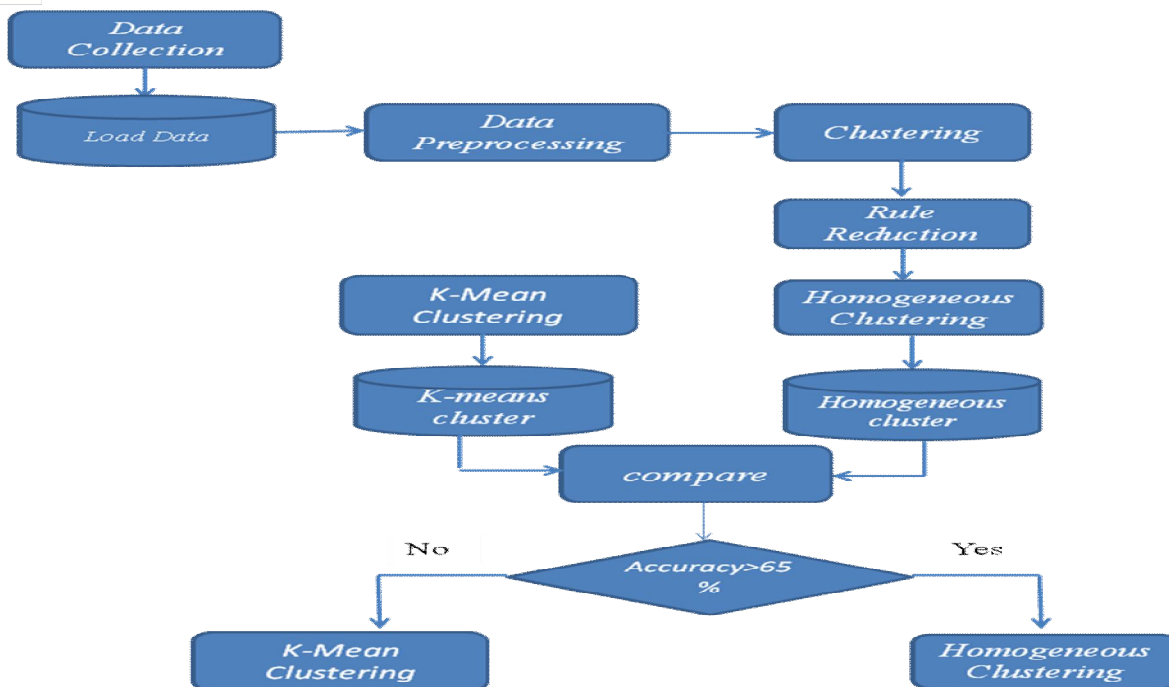 Data
Collection
Load Data
Data
Preprocessing
Clustering
Rule
Reduction
K-Mean
Clustering
Homogeneous
Clustering
K-means
cluster
Homogeneous
cluster
compare
No
Yes
Accuracy>65
%
K-Mean
Clustering
Homogeneous
Clustering